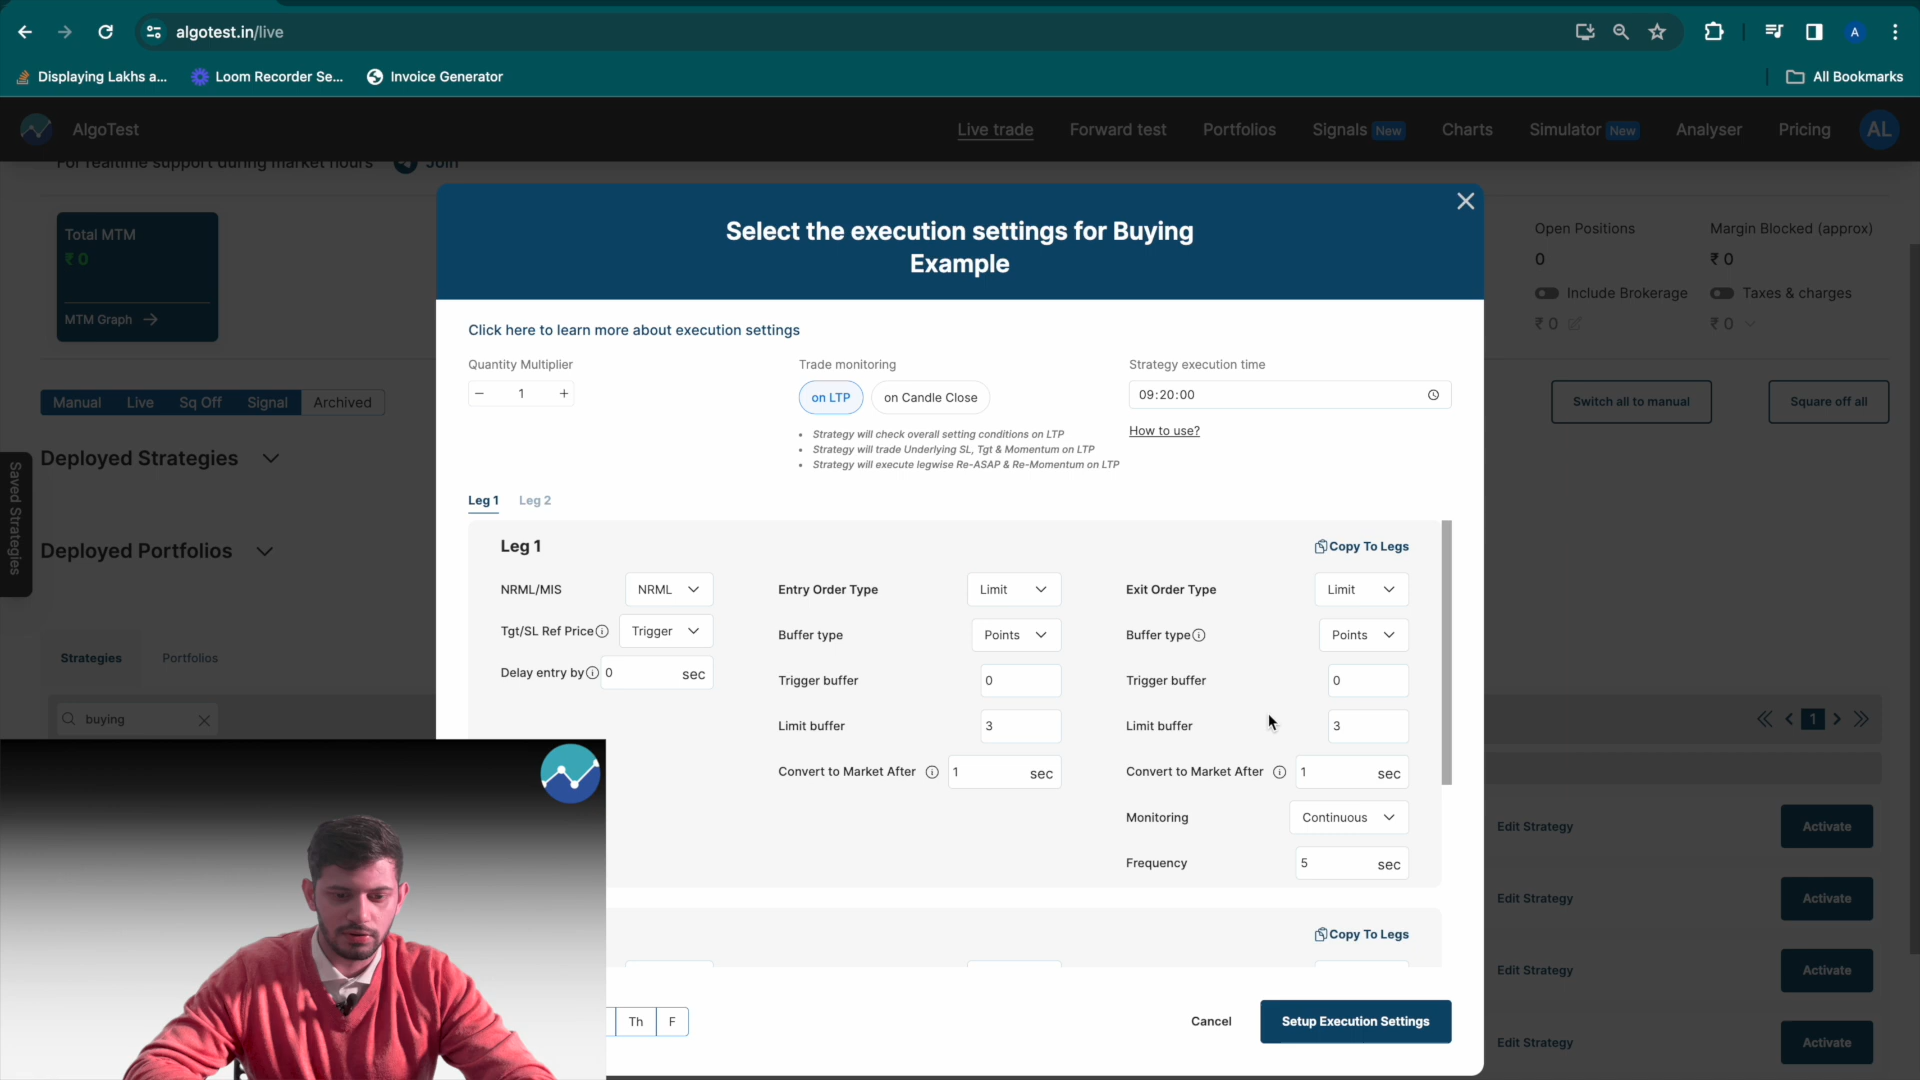 algotest.in/live
Displaying Lakhs a...
Loom Recorder Se...
Invoice Generator
All Bookmarks
AlgoTest
Live trade
Forward test
Portfolios
Signals New
Charts
Simulator New
Analyser
Pricing
AL
For realtime support during market hours
Join
Total MTM
₹ 0
MTM Graph
Open Positions
0
Margin Blocked (approx)
₹ 0
Include Brokerage
₹ 0
Taxes & charges
₹ 0
Manual
Live
Sq Off
Signal
Archived
Switch all to manual
Square off all
Saved Strategies
Deployed Strategies
Deployed Portfolios
Strategies
Portfolios
buying
1
Edit Strategy
Activate
Edit Strategy
Activate
Edit Strategy
Activate
Edit Strategy
Activate
Select the execution settings for Buying
Example
Click here to learn more about execution settings
Quantity Multiplier
− 1 +
Trade monitoring
on LTP
on Candle Close
• Strategy will check overall setting conditions on LTP
• Strategy will trade Underlying SL, Tgt & Momentum on LTP
• Strategy will execute legwise Re-ASAP & Re-Momentum on LTP
Strategy execution time
09:20:00
How to use?
Leg 1
Leg 2
Leg 1
Copy To Legs
NRML/MIS
NRML
Tgt/SL Ref Price
Trigger
Delay entry by
0 sec
Entry Order Type
Limit
Buffer type
Points
Trigger buffer
0
Limit buffer
3
Convert to Market After
1 sec
Exit Order Type
Limit
Buffer type
Points
Trigger buffer
0
Limit buffer
3
Convert to Market After
1 sec
Monitoring
Continuous
Frequency
5 sec
Copy To Legs
Th
F
Cancel
Setup Execution Settings
A